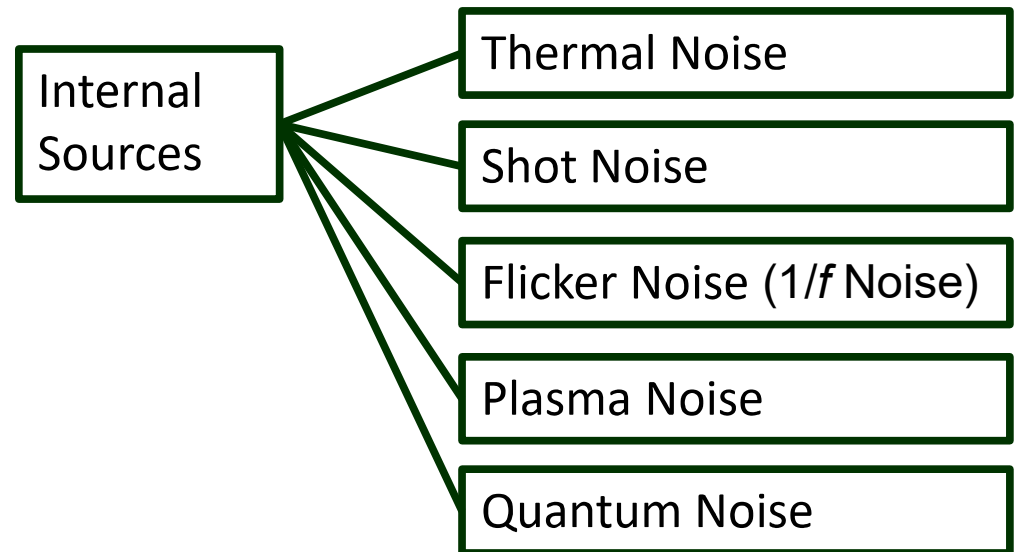 Internal
Sources
Thermal Noise
Shot Noise
Flicker Noise (1/f Noise)
Plasma Noise
Quantum Noise